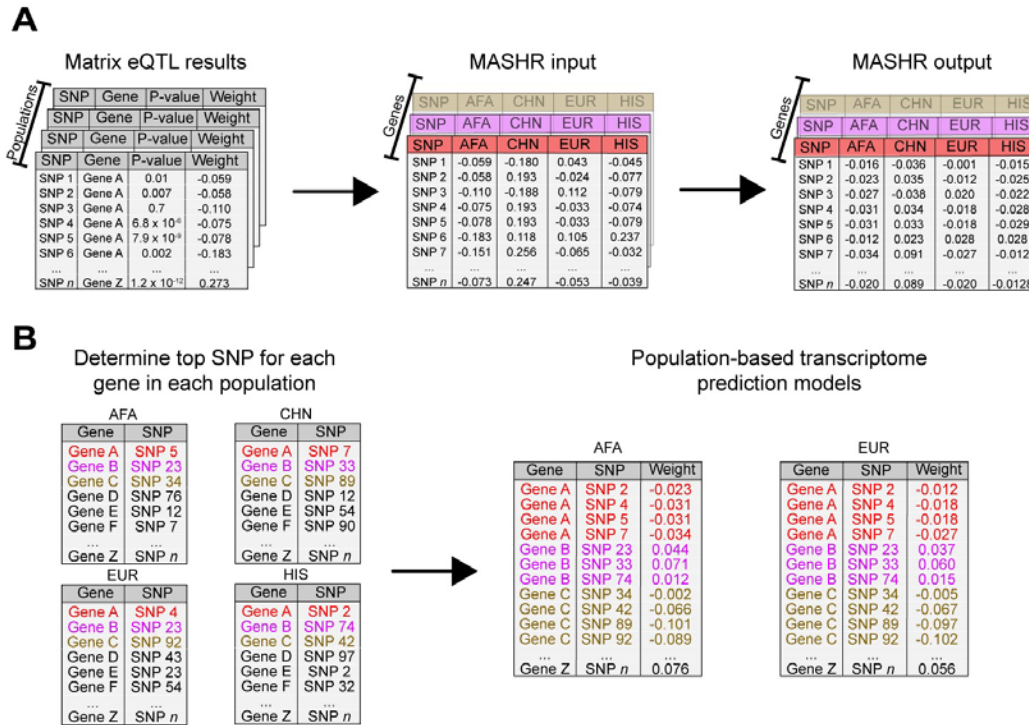 A
Matrix eQTL results
MASHR input
MASHR output
Populations
SNP Gene P-value Weight
SNP Gene P-value Weight
SNP Gene P-value Weight
SNP Gene P-value Weight
SNP 1 Gene A 0.01 -0.059
SNP 2 Gene A 0.007 -0.058
SNP 3 Gene A 0.7 -0.110
SNP 4 Gene A 6.8 x 10⁻⁶ -0.075
SNP 5 Gene A 7.9 x 10⁻⁹ -0.078
SNP 6 Gene A 0.002 -0.183
... ... ... ...
SNP n Gene Z 1.2 x 10⁻¹² 0.273
Genes
SNP AFA CHN EUR HIS
SNP AFA CHN EUR HIS
SNP AFA CHN EUR HIS
SNP 1 -0.059 -0.180 0.043 -0.045
SNP 2 -0.058 0.193 -0.024 -0.077
SNP 3 -0.110 -0.188 0.112 -0.079
SNP 4 -0.075 0.193 -0.033 -0.074
SNP 5 -0.078 0.193 -0.033 -0.079
SNP 6 -0.183 0.118 0.105 0.237
SNP 7 -0.151 0.256 -0.065 -0.032
... ... ... ... ...
SNP n -0.073 0.247 -0.053 -0.039
Genes
SNP AFA CHN EUR HIS
SNP AFA CHN EUR HIS
SNP AFA CHN EUR HIS
SNP 1 -0.016 -0.036 -0.001 -0.015
SNP 2 -0.023 0.035 -0.012 -0.025
SNP 3 -0.027 -0.038 0.020 -0.022
SNP 4 -0.031 0.034 -0.018 -0.028
SNP 5 -0.031 0.033 -0.018 -0.029
SNP 6 -0.012 0.023 0.028 0.028
SNP 7 -0.034 0.091 -0.027 -0.012
... ... ... ... ...
SNP n -0.020 0.089 -0.020 -0.0128
B
Determine top SNP for each
gene in each population
AFA
Gene SNP
Gene A SNP 5
Gene B SNP 23
Gene C SNP 34
Gene D SNP 76
Gene E SNP 12
Gene F SNP 7
... ...
Gene Z SNP n
CHN
Gene SNP
Gene A SNP 7
Gene B SNP 33
Gene C SNP 89
Gene D SNP 12
Gene E SNP 54
Gene F SNP 90
... ...
Gene Z SNP n
EUR
Gene SNP
Gene A SNP 4
Gene B SNP 23
Gene C SNP 92
Gene D SNP 43
Gene E SNP 23
Gene F SNP 54
... ...
Gene Z SNP n
HIS
Gene SNP
Gene A SNP 2
Gene B SNP 74
Gene C SNP 42
Gene D SNP 97
Gene E SNP 2
Gene F SNP 32
... ...
Gene Z SNP n
Population-based transcriptome
prediction models
AFA
Gene SNP Weight
Gene A SNP 2 -0.023
Gene A SNP 4 -0.031
Gene A SNP 5 -0.031
Gene A SNP 7 -0.034
Gene B SNP 23 0.044
Gene B SNP 33 0.071
Gene B SNP 74 0.012
Gene C SNP 34 -0.002
Gene C SNP 42 -0.066
Gene C SNP 89 -0.101
Gene C SNP 92 -0.089
... ... ...
Gene Z SNP n 0.076
EUR
Gene SNP Weight
Gene A SNP 2 -0.012
Gene A SNP 4 -0.018
Gene A SNP 5 -0.018
Gene A SNP 7 -0.027
Gene B SNP 23 0.037
Gene B SNP 33 0.060
Gene B SNP 74 0.015
Gene C SNP 34 -0.005
Gene C SNP 42 -0.067
Gene C SNP 89 -0.097
Gene C SNP 92 -0.102
... ... ...
Gene Z SNP n 0.056